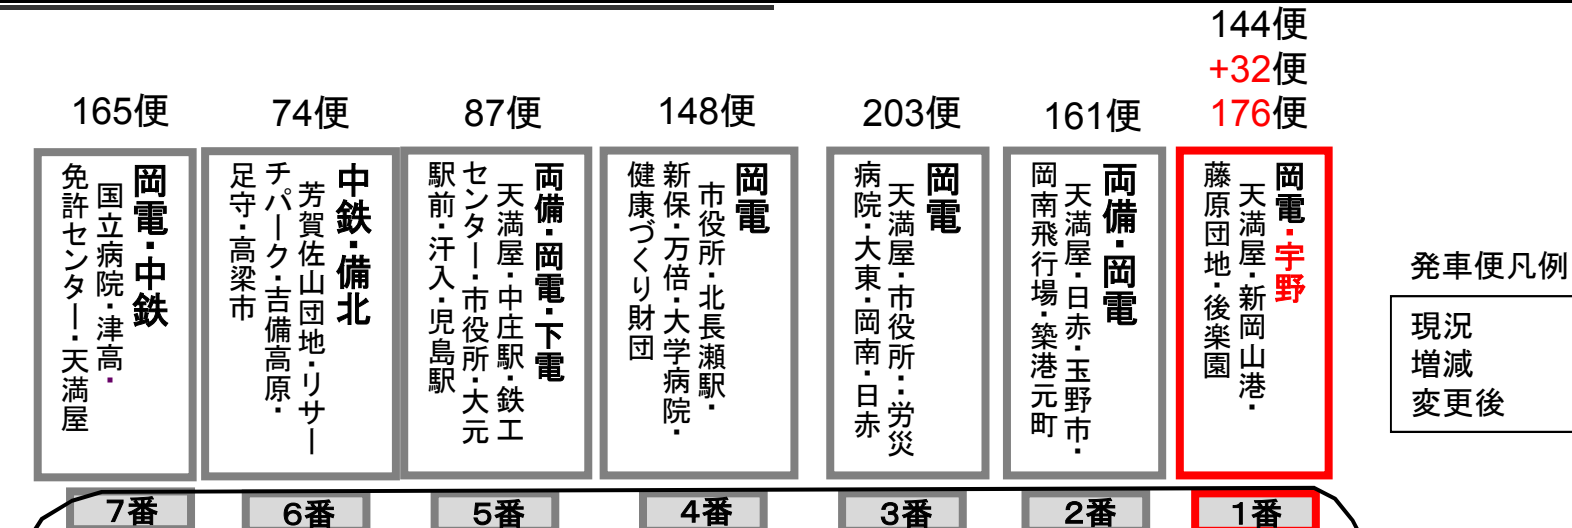 144便
+32便
176便
165便
74便
87便
148便
203便
161便
岡電・中鉄
国立病院・津高・
免許センター・天満屋
中鉄・備北
芳賀佐山団地・リサー
チパーク・吉備高原・
足守・高梁市
両備・岡電・下電
天満屋・中庄駅・鉄工
センター・市役所・大元
駅前・汗入・児島駅
岡電
市役所・北長瀬駅・
新保・万倍・大学病院・
健康づくり財団
岡電
天満屋・市役所・労災
病院・大東・岡南・日赤
両備・岡電
天満屋・日赤・玉野市・
岡南飛行場・築港元町
岡電・宇野
天満屋・新岡山港・
藤原団地・後楽園
発車便凡例
現況
増減
変更後
7番
6番
5番
4番
3番
2番
1番